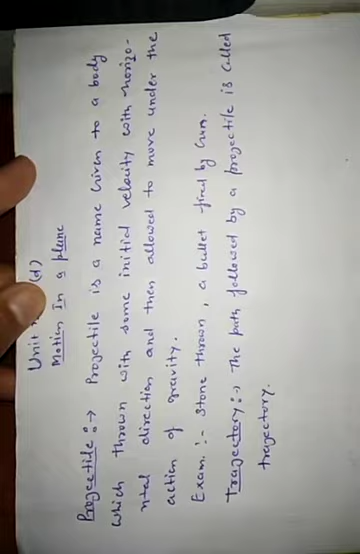 Unit (d)
Motion In a plane
Projectile :→ Projectile is a name Given to a body
which thrown with some initial velocity with horizo-
ntal direction and then allowed to move under the
action of gravity.
Exam. :- Stone thrown, a bullet fired by Gun.
Trajectory :→ The path followed by a projectile is called
trajectory.